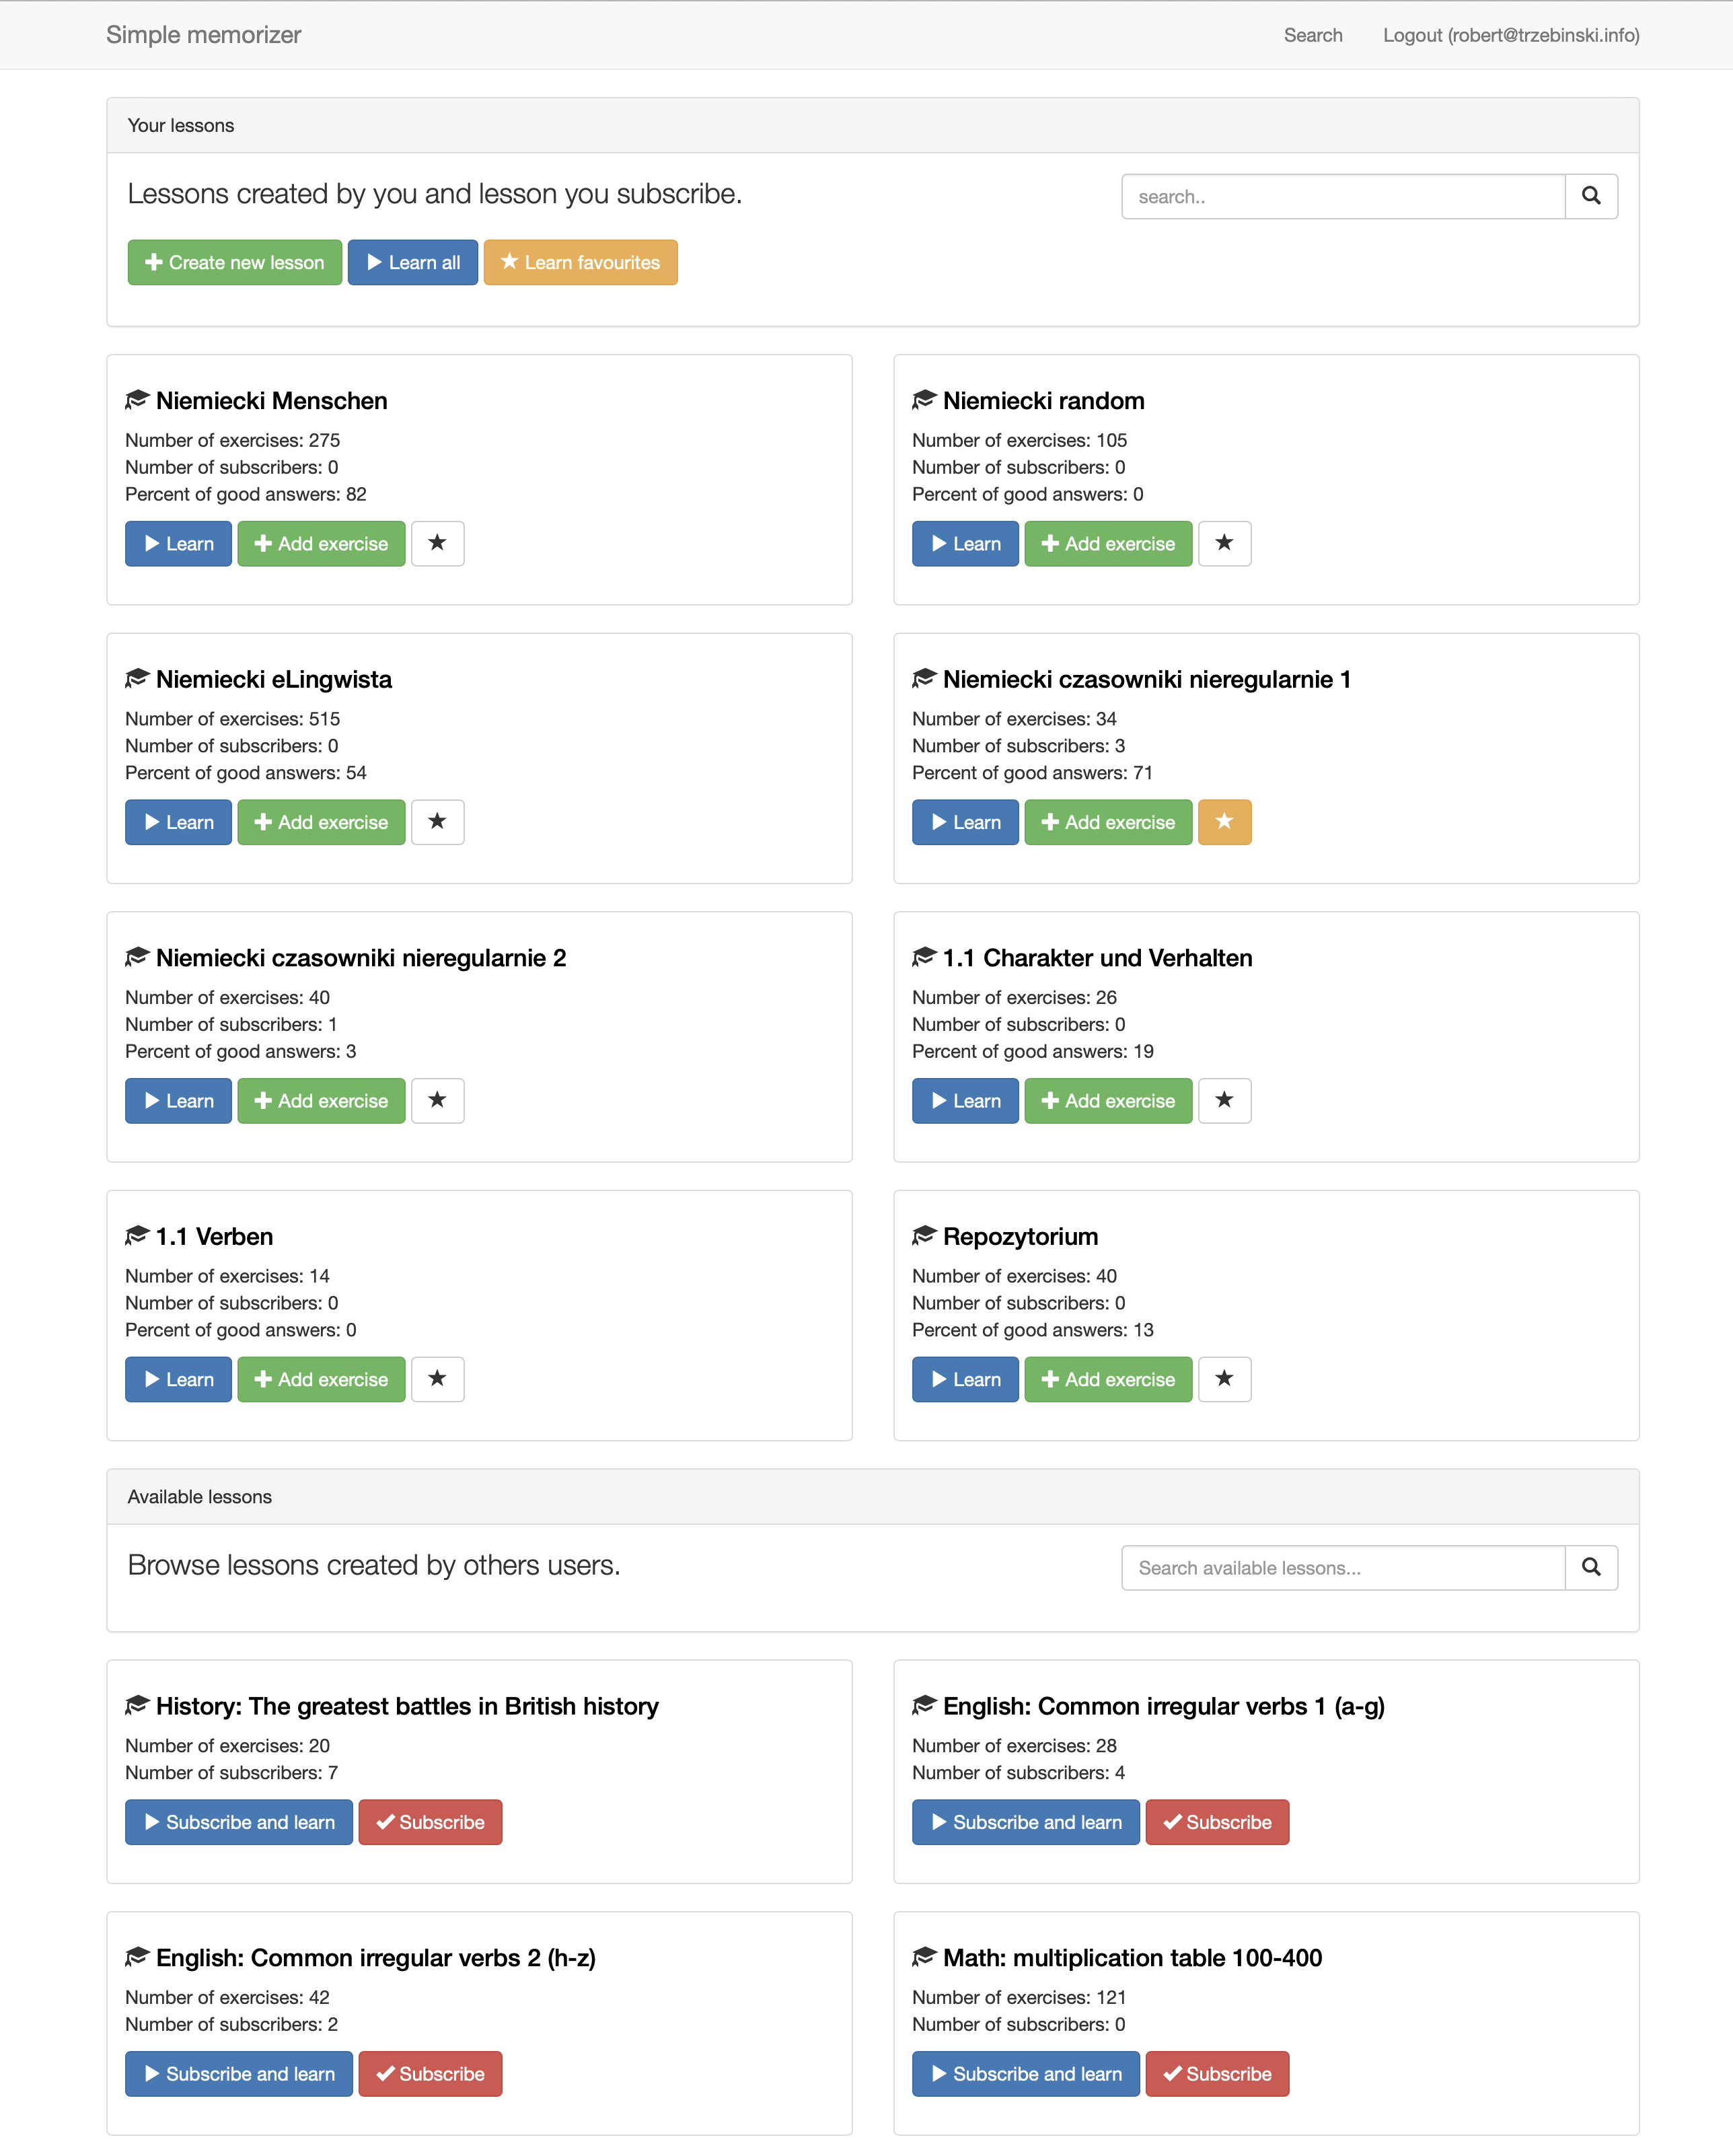 Simple memorizer
Search
Logout (robert@trzebinski.info)
Your lessons
Lessons created by you and lesson you subscribe.
search..
Create new lesson
Learn all
Learn favourites
Niemiecki Menschen
Number of exercises: 275
Number of subscribers: 0
Percent of good answers: 82
Learn
Add exercise
Niemiecki random
Number of exercises: 105
Number of subscribers: 0
Percent of good answers: 0
Learn
Add exercise
Niemiecki eLingwista
Number of exercises: 515
Number of subscribers: 0
Percent of good answers: 54
Learn
Add exercise
Niemiecki czasowniki nieregularnie 1
Number of exercises: 34
Number of subscribers: 3
Percent of good answers: 71
Learn
Add exercise
Niemiecki czasowniki nieregularnie 2
Number of exercises: 40
Number of subscribers: 1
Percent of good answers: 3
Learn
Add exercise
1.1 Charakter und Verhalten
Number of exercises: 26
Number of subscribers: 0
Percent of good answers: 19
Learn
Add exercise
1.1 Verben
Number of exercises: 14
Number of subscribers: 0
Percent of good answers: 0
Learn
Add exercise
Repozytorium
Number of exercises: 40
Number of subscribers: 0
Percent of good answers: 13
Learn
Add exercise
Available lessons
Browse lessons created by others users.
Search available lessons...
History: The greatest battles in British history
Number of exercises: 20
Number of subscribers: 7
Subscribe and learn
Subscribe
English: Common irregular verbs 1 (a-g)
Number of exercises: 28
Number of subscribers: 4
Subscribe and learn
Subscribe
English: Common irregular verbs 2 (h-z)
Number of exercises: 42
Number of subscribers: 2
Subscribe and learn
Subscribe
Math: multiplication table 100-400
Number of exercises: 121
Number of subscribers: 0
Subscribe and learn
Subscribe